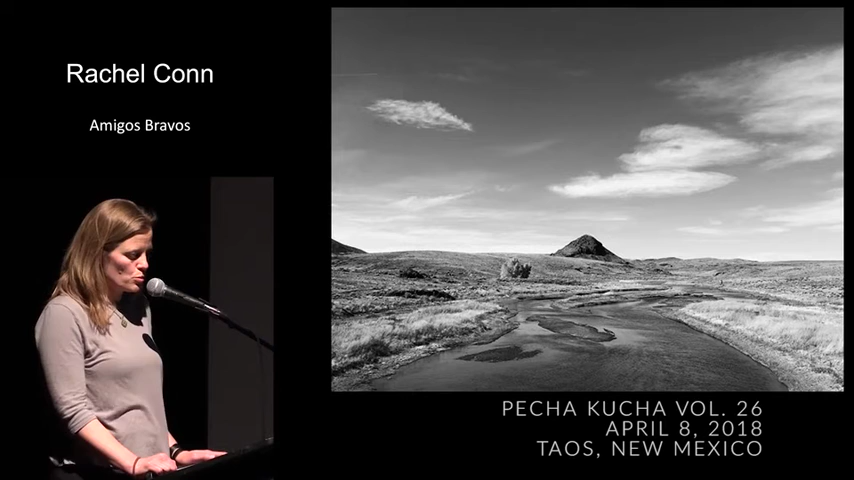 Rachel Conn
Amigos Bravos
PECHA KUCHA VOL. 26
APRIL 8, 2018
TAOS, NEW MEXICO